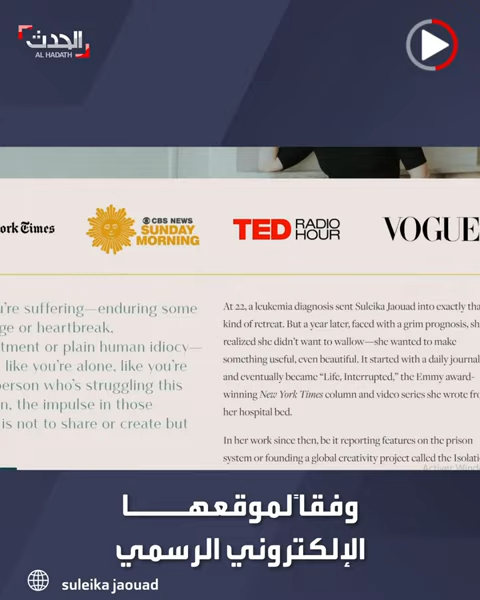 الحدث
AL HADATH
ork Times
CBS NEWS
SUNDAY
MORNING
TED RADIO
HOUR
VOGUE
u're suffering—enduring some
ge or heartbreak,
tment or plain human idiocy—
like you're alone, like you're
person who's struggling this
n, the impulse in those
is not to share or create but
At 22, a leukemia diagnosis sent Suleika Jaouad into exactly tha
kind of retreat. But a year later, faced with a grim prognosis, sh
realized she didn't want to wallow—she wanted to make
something useful, even beautiful. It started with a daily journal
and eventually became "Life, Interrupted," the Emmy award-
winning New York Times column and video series she wrote fr
her hospital bed.
In her work since then, be it reporting features on the prison
system or founding a global creativity project called the Isolati
Activer Wind
وفقاً لموقعهـــــا
الإلكتروني الرسمي
suleika jaouad